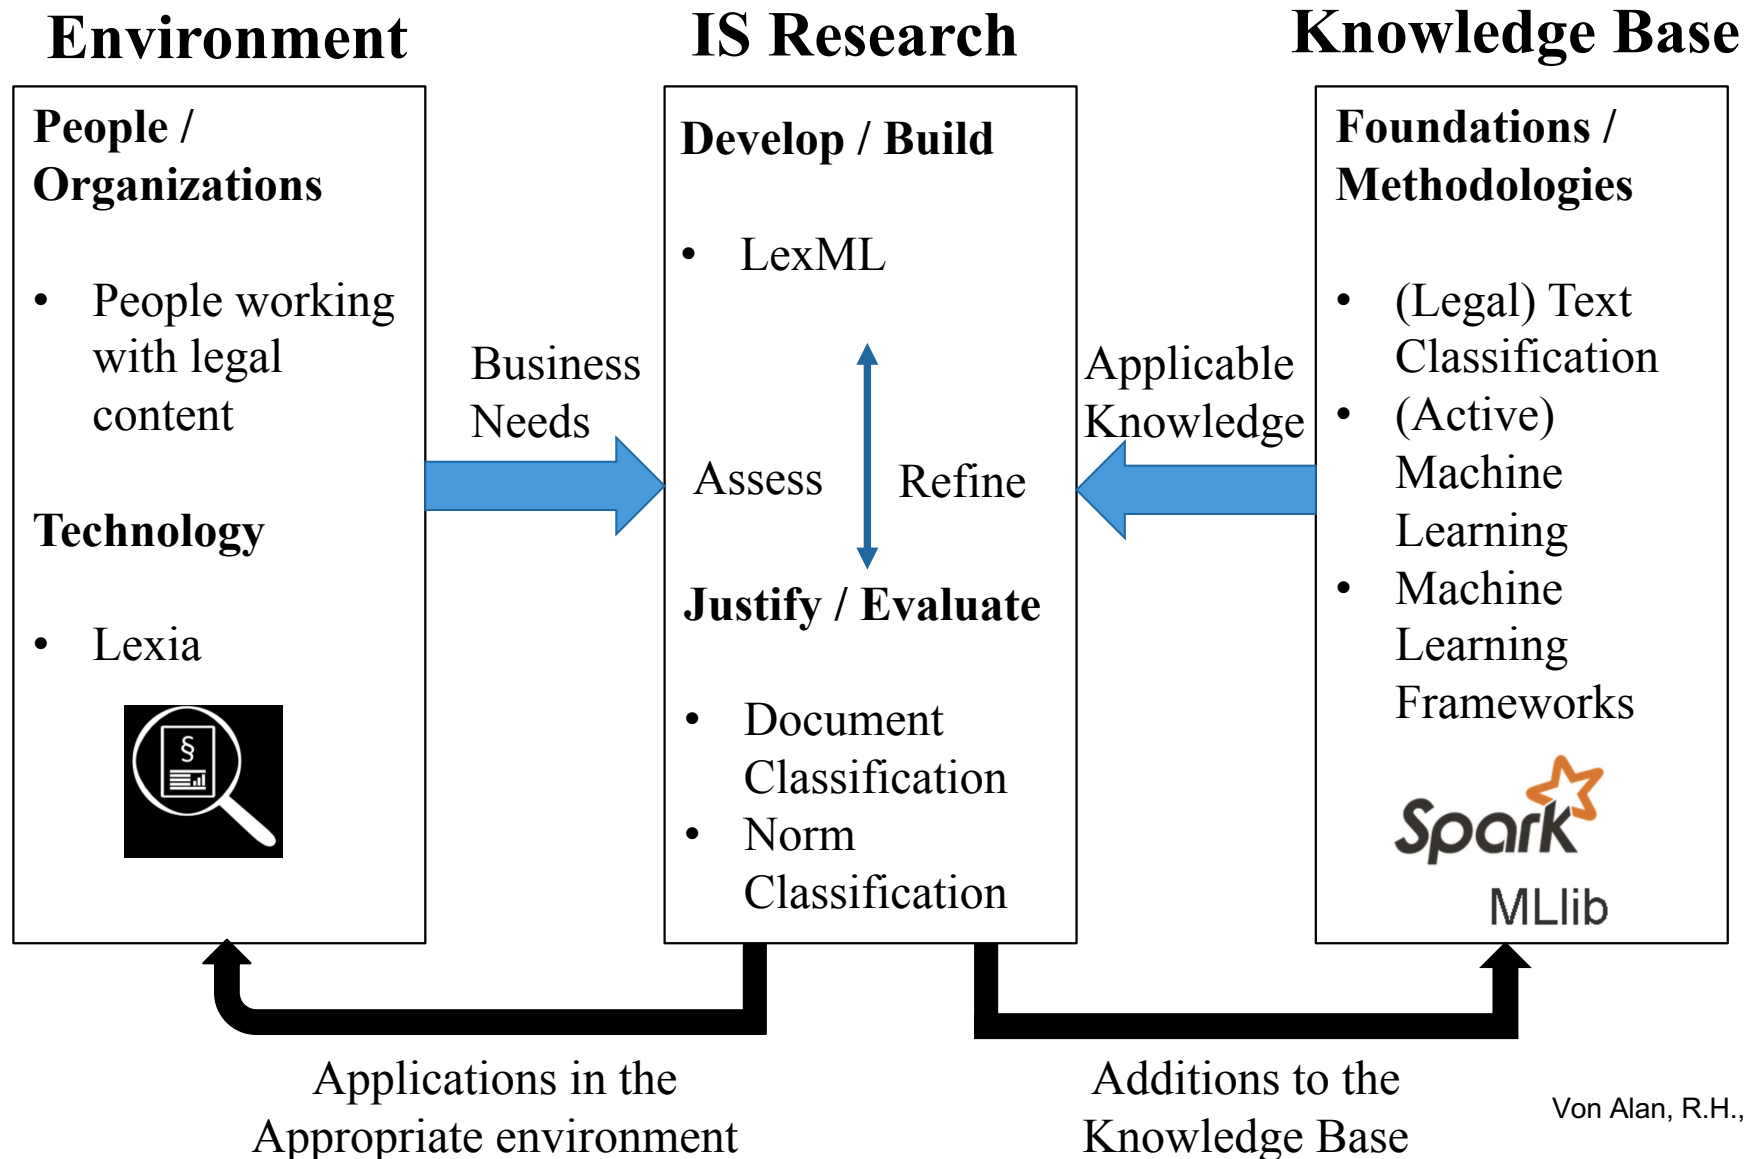 Environment
IS Research
Knowledge Base
People /
Organizations
• People working
with legal
content
Technology
• Lexia
§
Business
Needs
Develop / Build
• LexML
Assess
Refine
Justify / Evaluate
• Document
Classification
• Norm
Classification
Applicable
Knowledge
Foundations /
Methodologies
• (Legal) Text
Classification
• (Active)
Machine
Learning
• Machine
Learning
Frameworks
Spark
MLlib
Applications in the
Appropriate environment
Additions to the
Knowledge Base
Von Alan, R.H.,